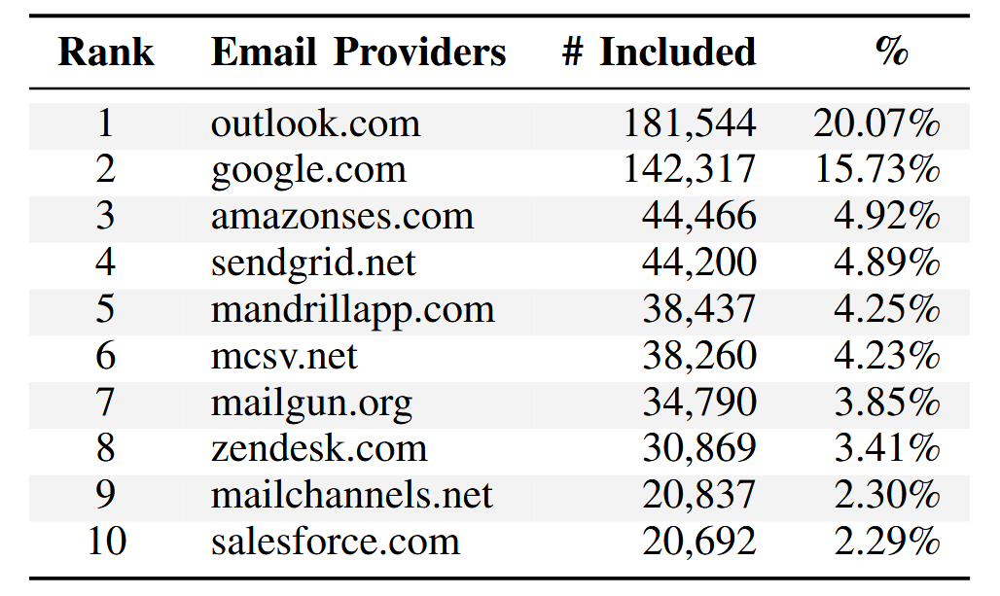 Rank Email Providers # Included %
1 outlook.com 181,544 20.07%
2 google.com 142,317 15.73%
3 amazonses.com 44,466 4.92%
4 sendgrid.net 44,200 4.89%
5 mandrillapp.com 38,437 4.25%
6 mcsv.net 38,260 4.23%
7 mailgun.org 34,790 3.85%
8 zendesk.com 30,869 3.41%
9 mailchannels.net 20,837 2.30%
10 salesforce.com 20,692 2.29%